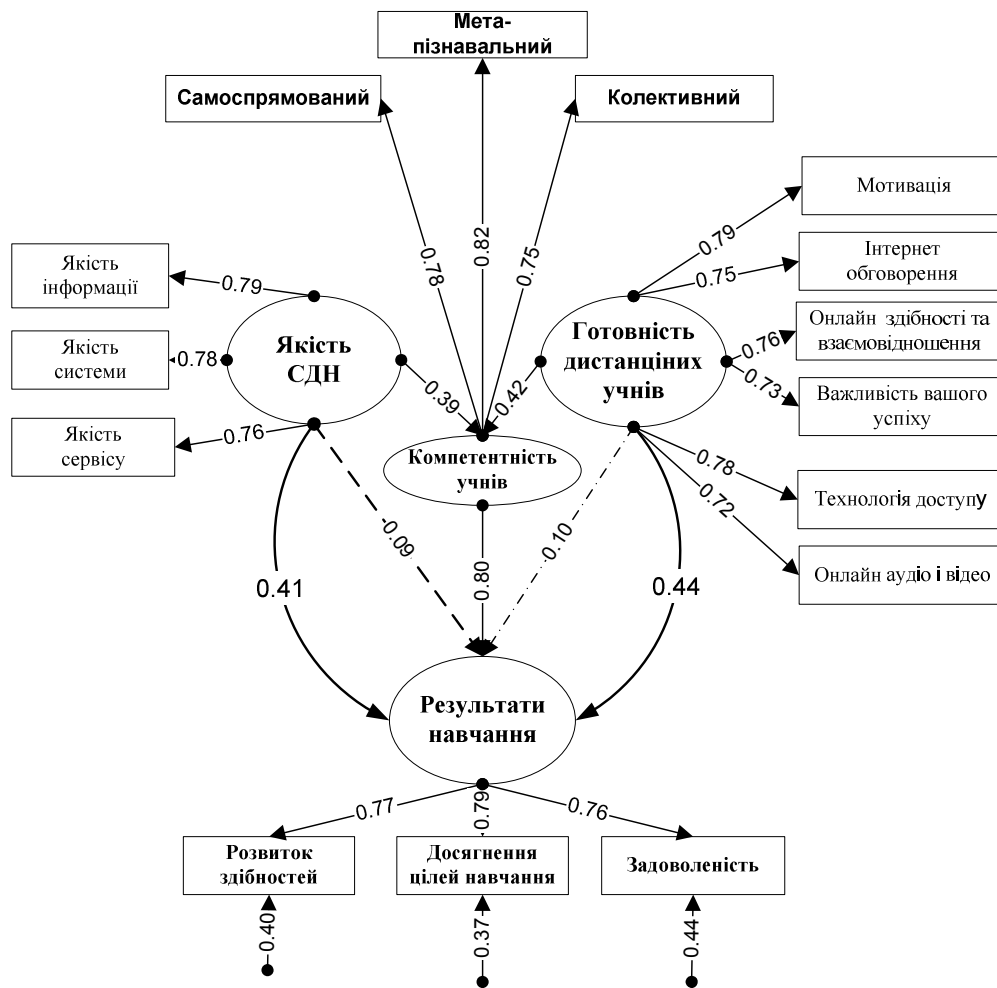 Мета-
пізнавальний
Самоспрямований
Колективний
Мотивація
0.79
Інтернет
обговорення
0.75
Якість
інформації
0.79
0.78
0.82
0.75
Онлайн здібності та
взаємовідношення
0.76
Якість
системи
0.78
Якість
СДН
Готовність
дистанціних
учнів
0.39
0.42
0.73
Важливість вашого
успіху
Якість
сервісу
0.76
Компетентність
учнів
0.78
Технологія доступу
0.72
Онлайн аудіо і відео
0.41
-0.09
0.80
0.10
0.44
Результати
навчання
0.77
0.79
0.76
Розвиток
здібностей
Досягнення
цілей навчання
Задоволеність
0.40
0.37
0.44